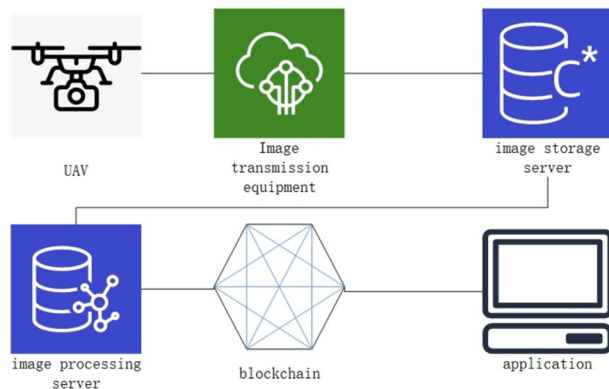 C*
UAV
Image
transmission
equipment
image storage
server
image processing
server
blockchain
application